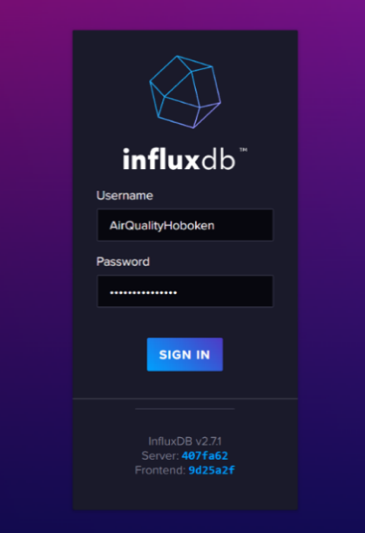 influxdb™
Username
AirQualityHoboken
Password
•••••••••••••••
SIGN IN
InfluxDB v2.7.1
Server: 407fa62
Frontend: 9d25a2f